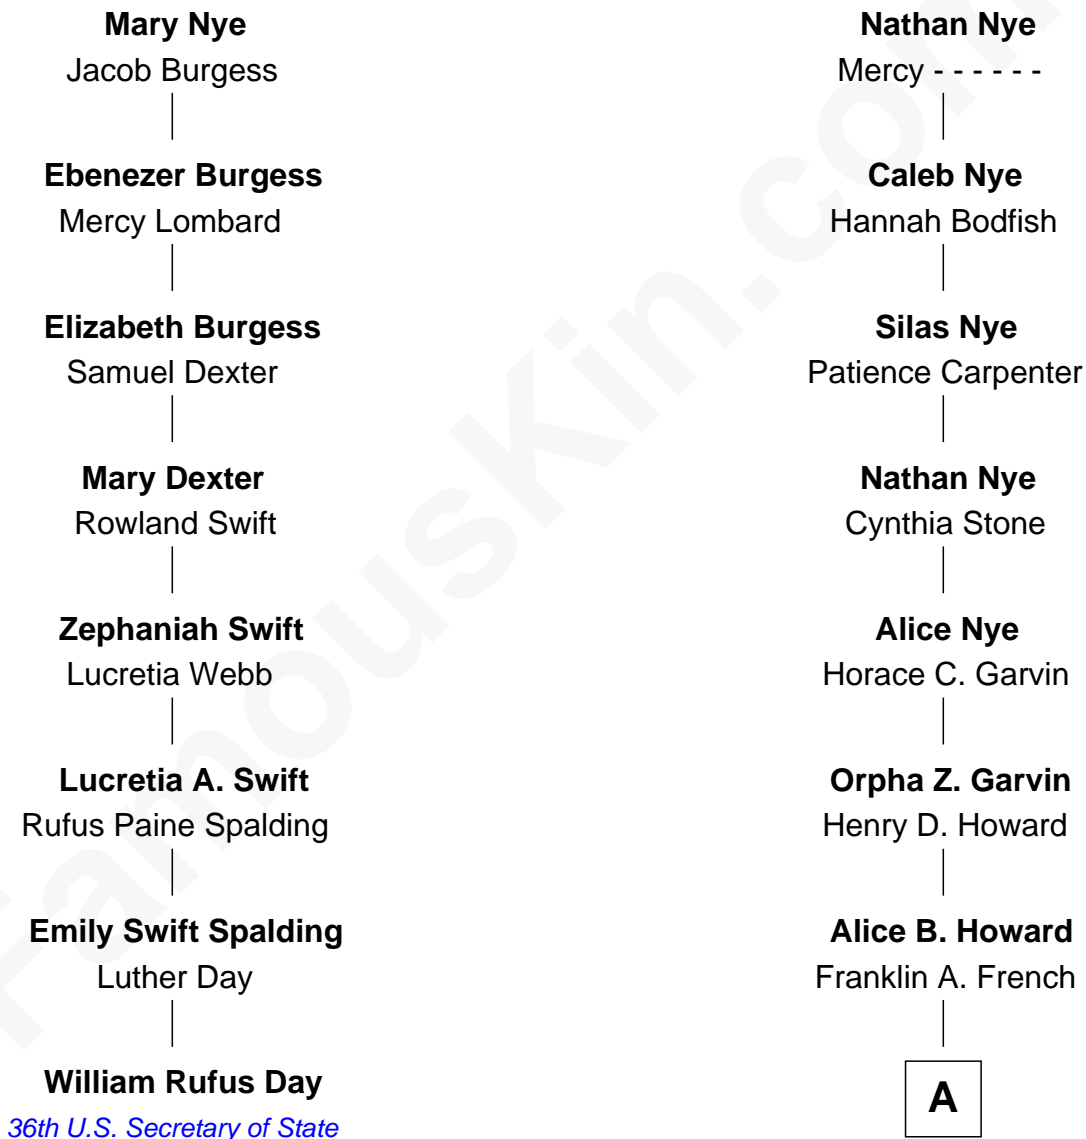 Mary Nye
Jacob Burgess
Ebenezer Burgess
Mercy Lombard
Elizabeth Burgess
Samuel Dexter
Mary Dexter
Rowland Swift
Zephaniah Swift
Lucretia Webb
Lucretia A. Swift
Rufus Paine Spalding
Emily Swift Spalding
Luther Day
William Rufus Day
36th U.S. Secretary of State
Nathan Nye
Mercy - - - - - -
Caleb Nye
Hannah Bodfish
Silas Nye
Patience Carpenter
Nathan Nye
Cynthia Stone
Alice Nye
Horace C. Garvin
Orpha Z. Garvin
Henry D. Howard
Alice B. Howard
Franklin A. French
A
FamousKin.com